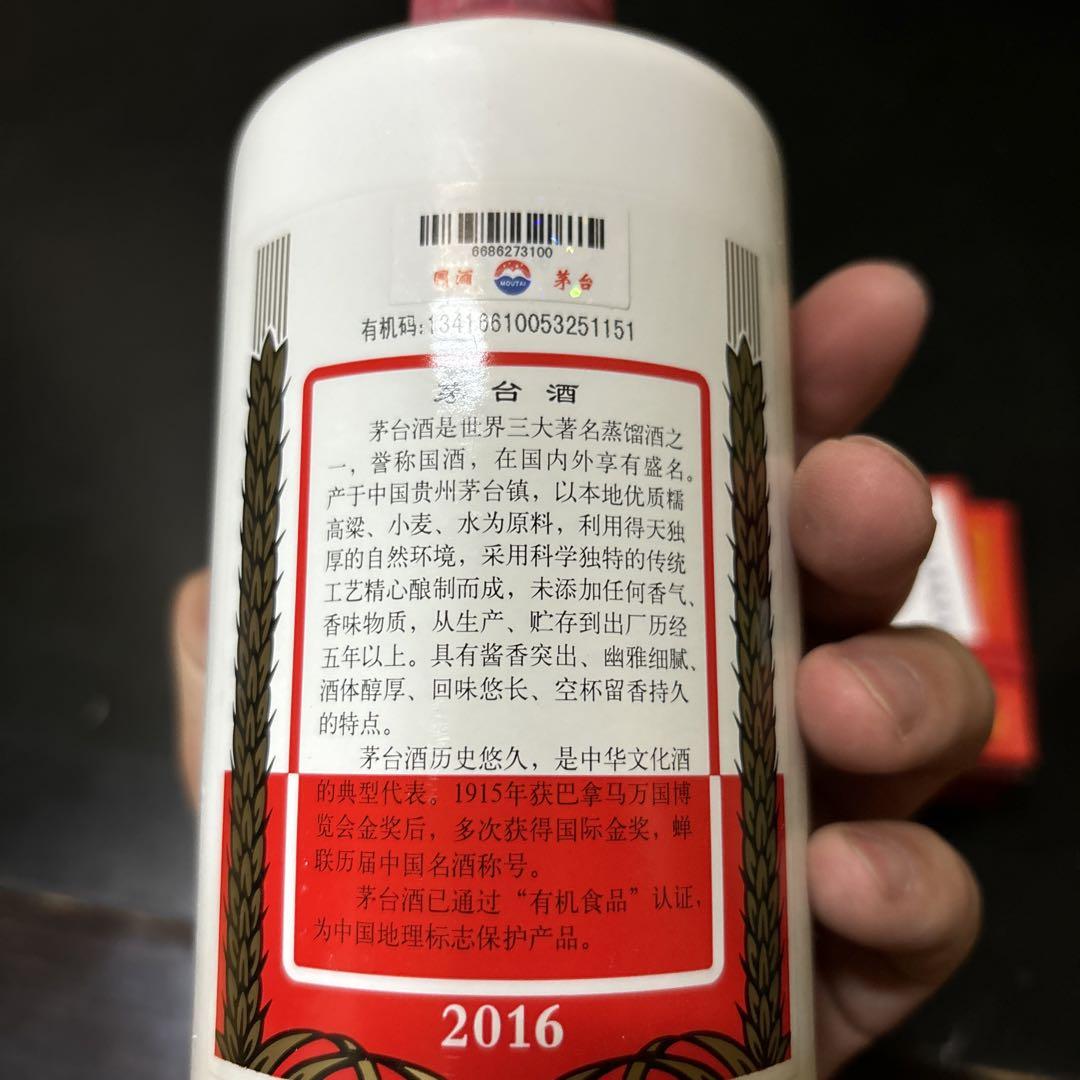 6686273100
国酒 MOUTAI 茅台
有机码:13416610053251151
茅台酒
茅台酒是世界三大著名蒸馏酒之
一，誉称国酒，在国内外享有盛名。
产于中国贵州茅台镇，以本地优质糯
高粱、小麦、水为原料，利用得天独
厚的自然环境，采用科学独特的传统
工艺精心酿制而成，未添加任何香气、
香味物质，从生产、贮存到出厂历经
五年以上。具有酱香突出、幽雅细腻、
酒体醇厚、回味悠长、空杯留香持久
的特点。
茅台酒历史悠久，是中华文化酒
的典型代表。1915年获巴拿马万国博
览会金奖后，多次获得国际金奖，蝉
联历届中国名酒称号。
茅台酒已通过“有机食品”认证，
为中国地理标志保护产品。
2016